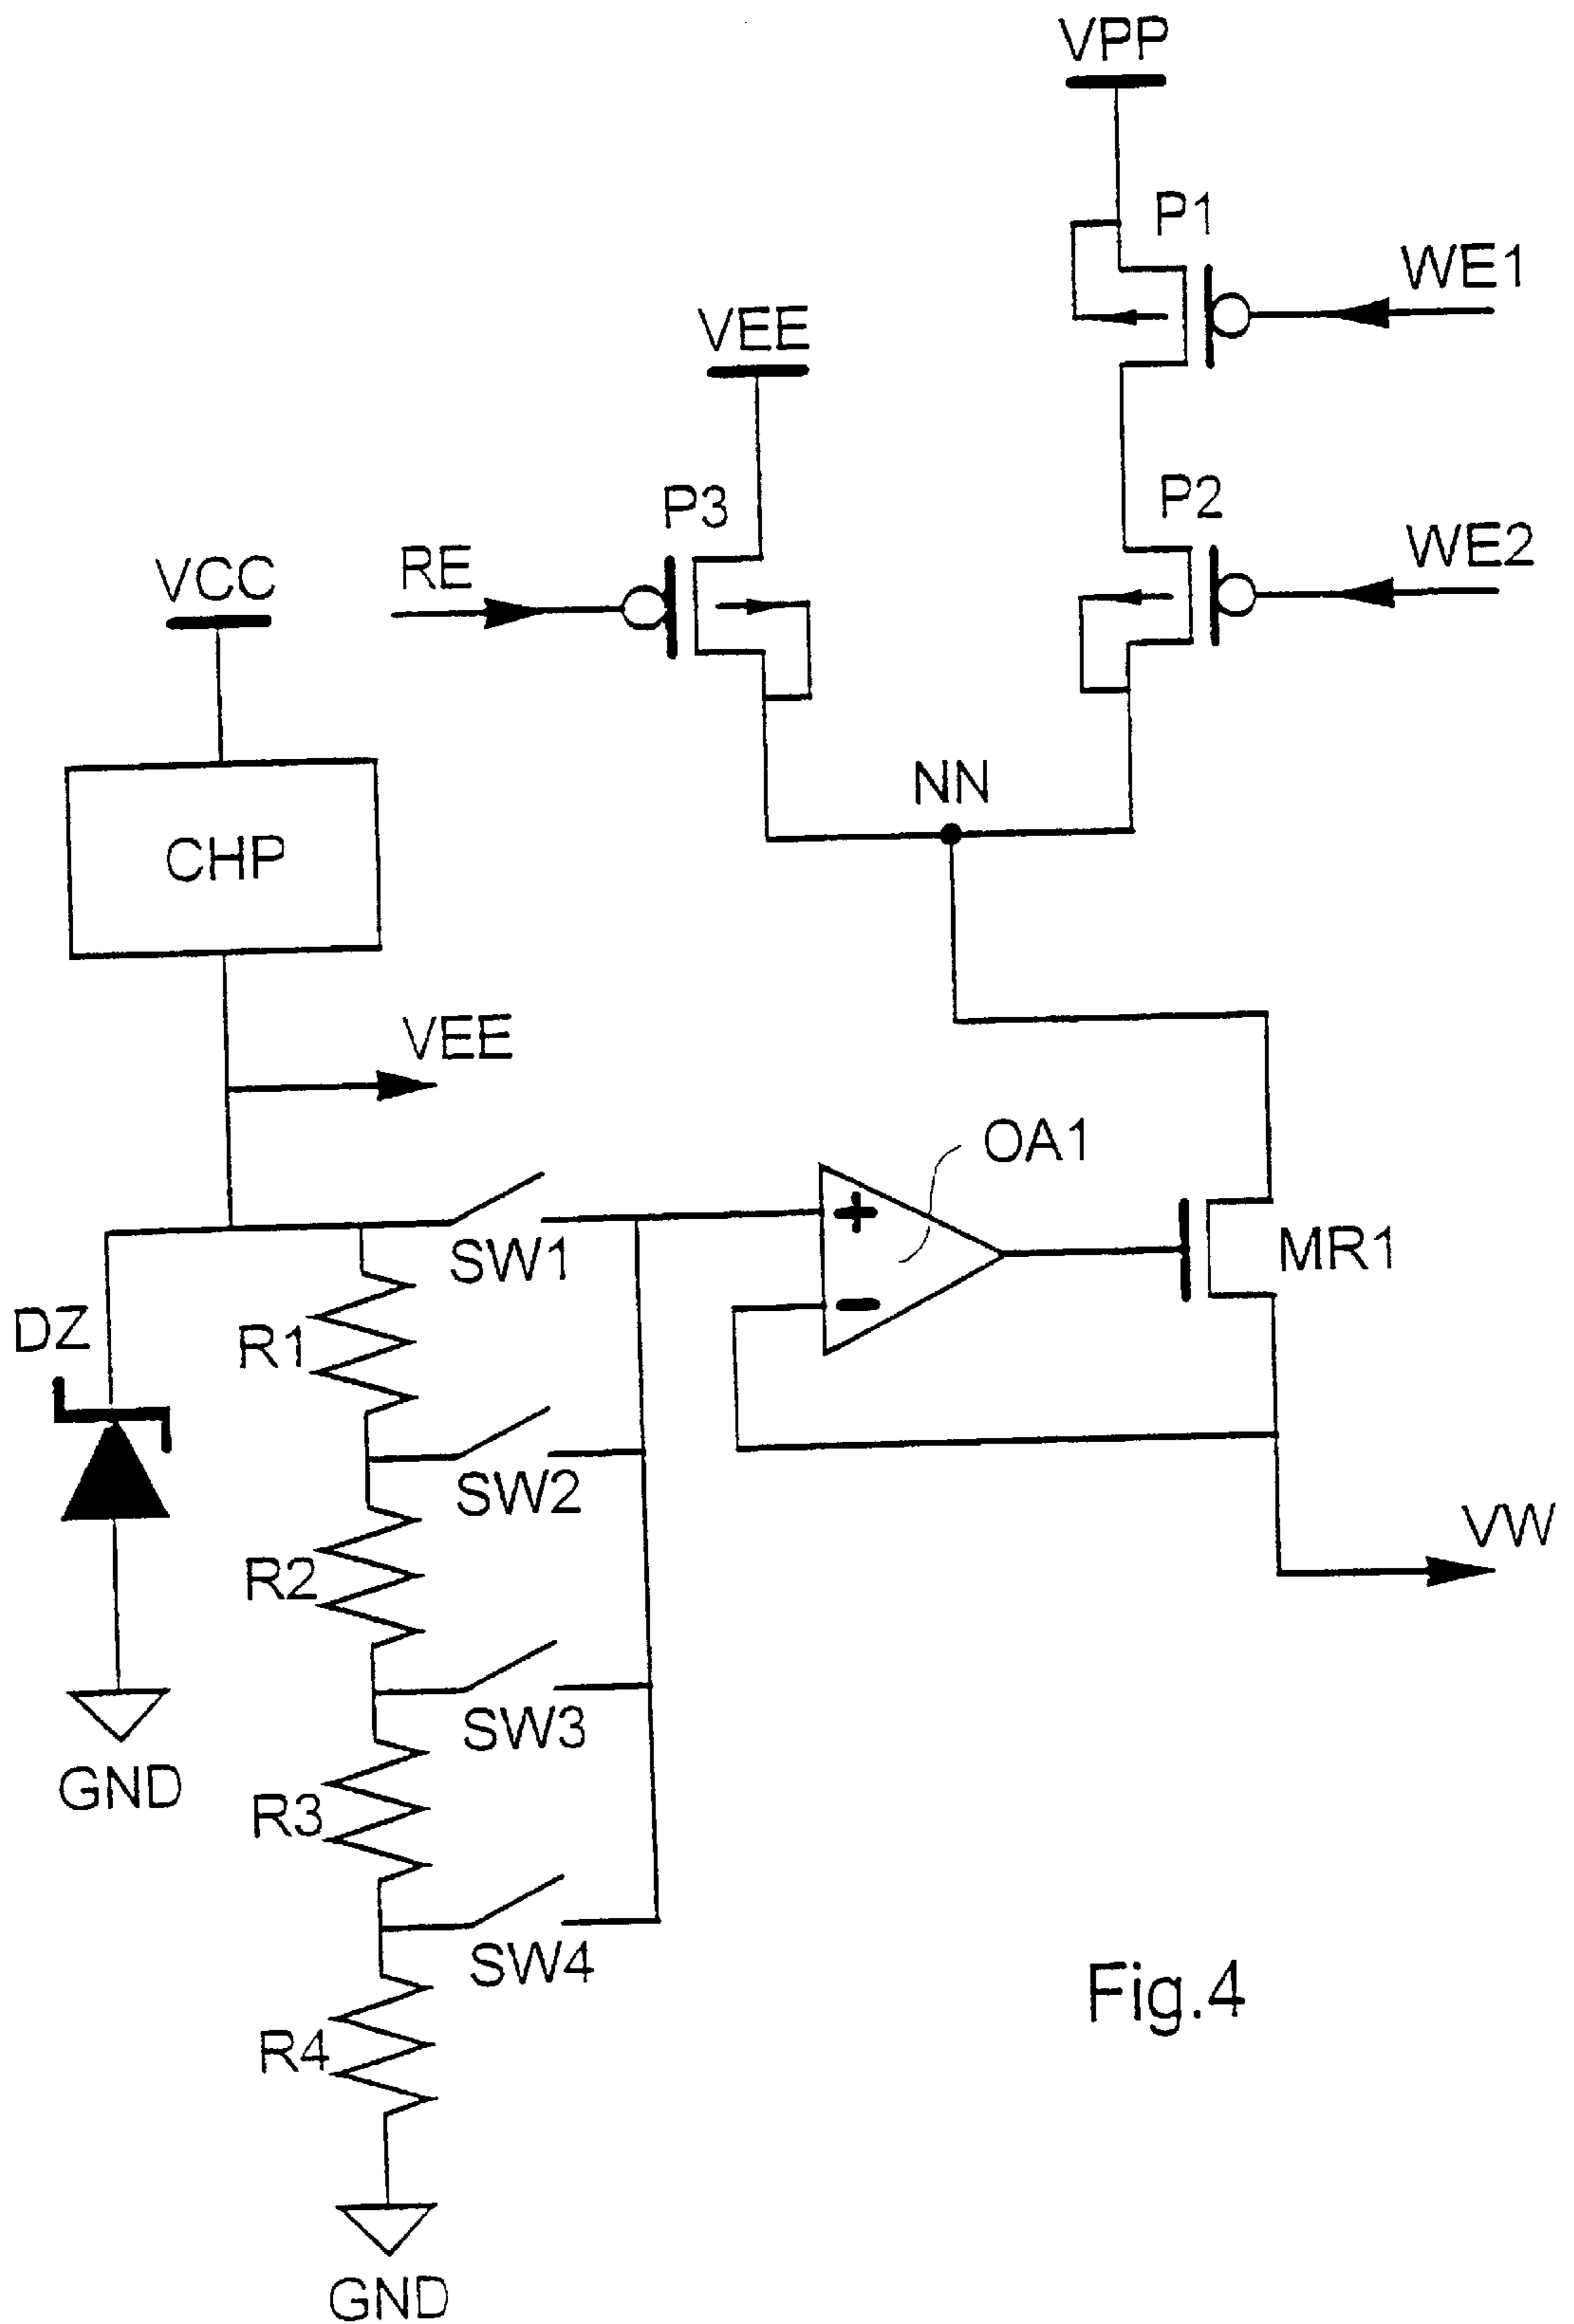 VPP
P1
WE1
VEE
P3
P2
RE
WE2
VCC
NN
CHP
VEE
OA1
+
SW1
MR1
DZ
R1
-
SW2
VW
R2
SW3
GND
R3
SW4
Fig.4
R4
GND